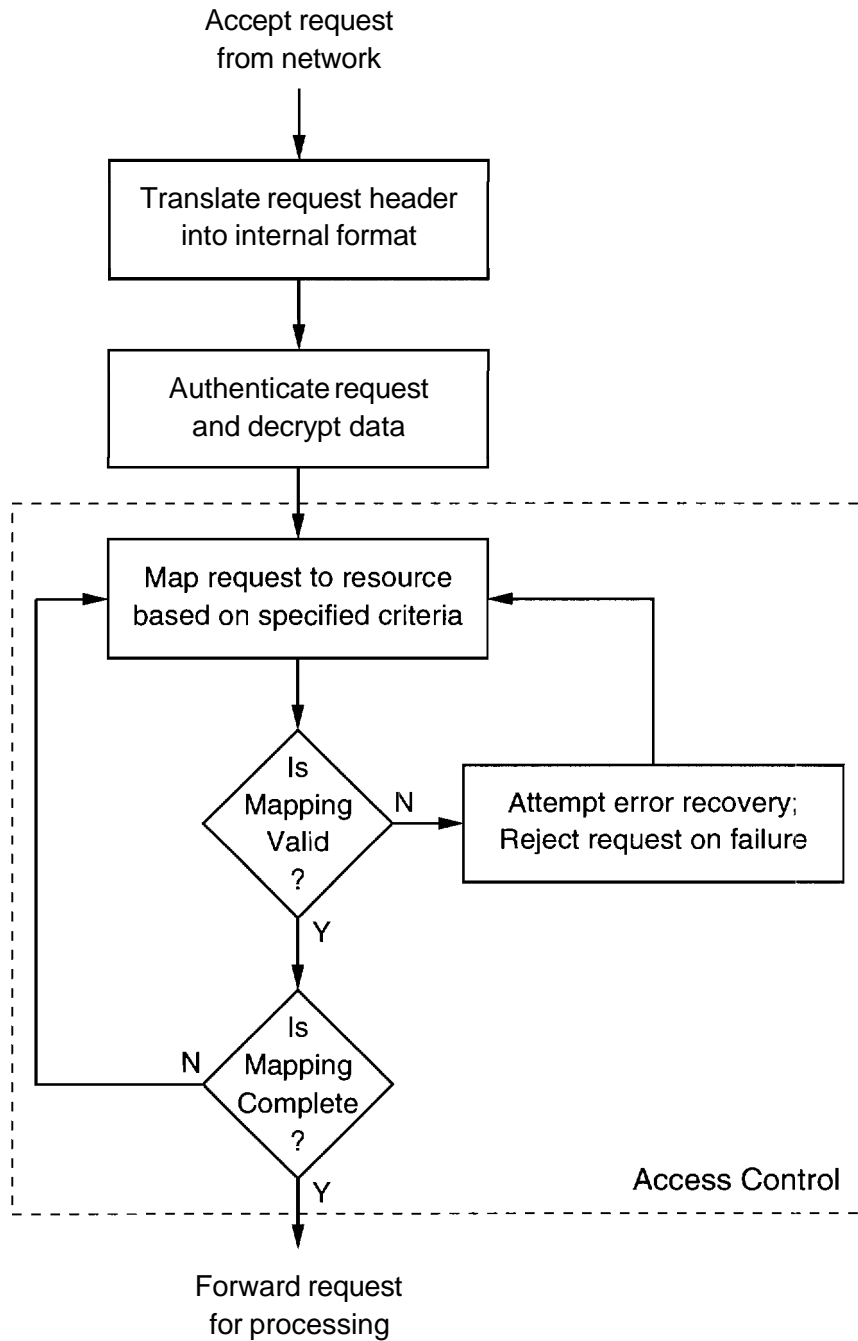 Accept request
from network
Translate request header
into internal format
Authenticate request
and decrypt data
Map request to resource
based on specified criteria
Is
Mapping
Valid
?
N
Attempt error recovery;
Reject request on failure
Y
Is
Mapping
Complete
?
N
Y
Access Control
Forward request
for processing